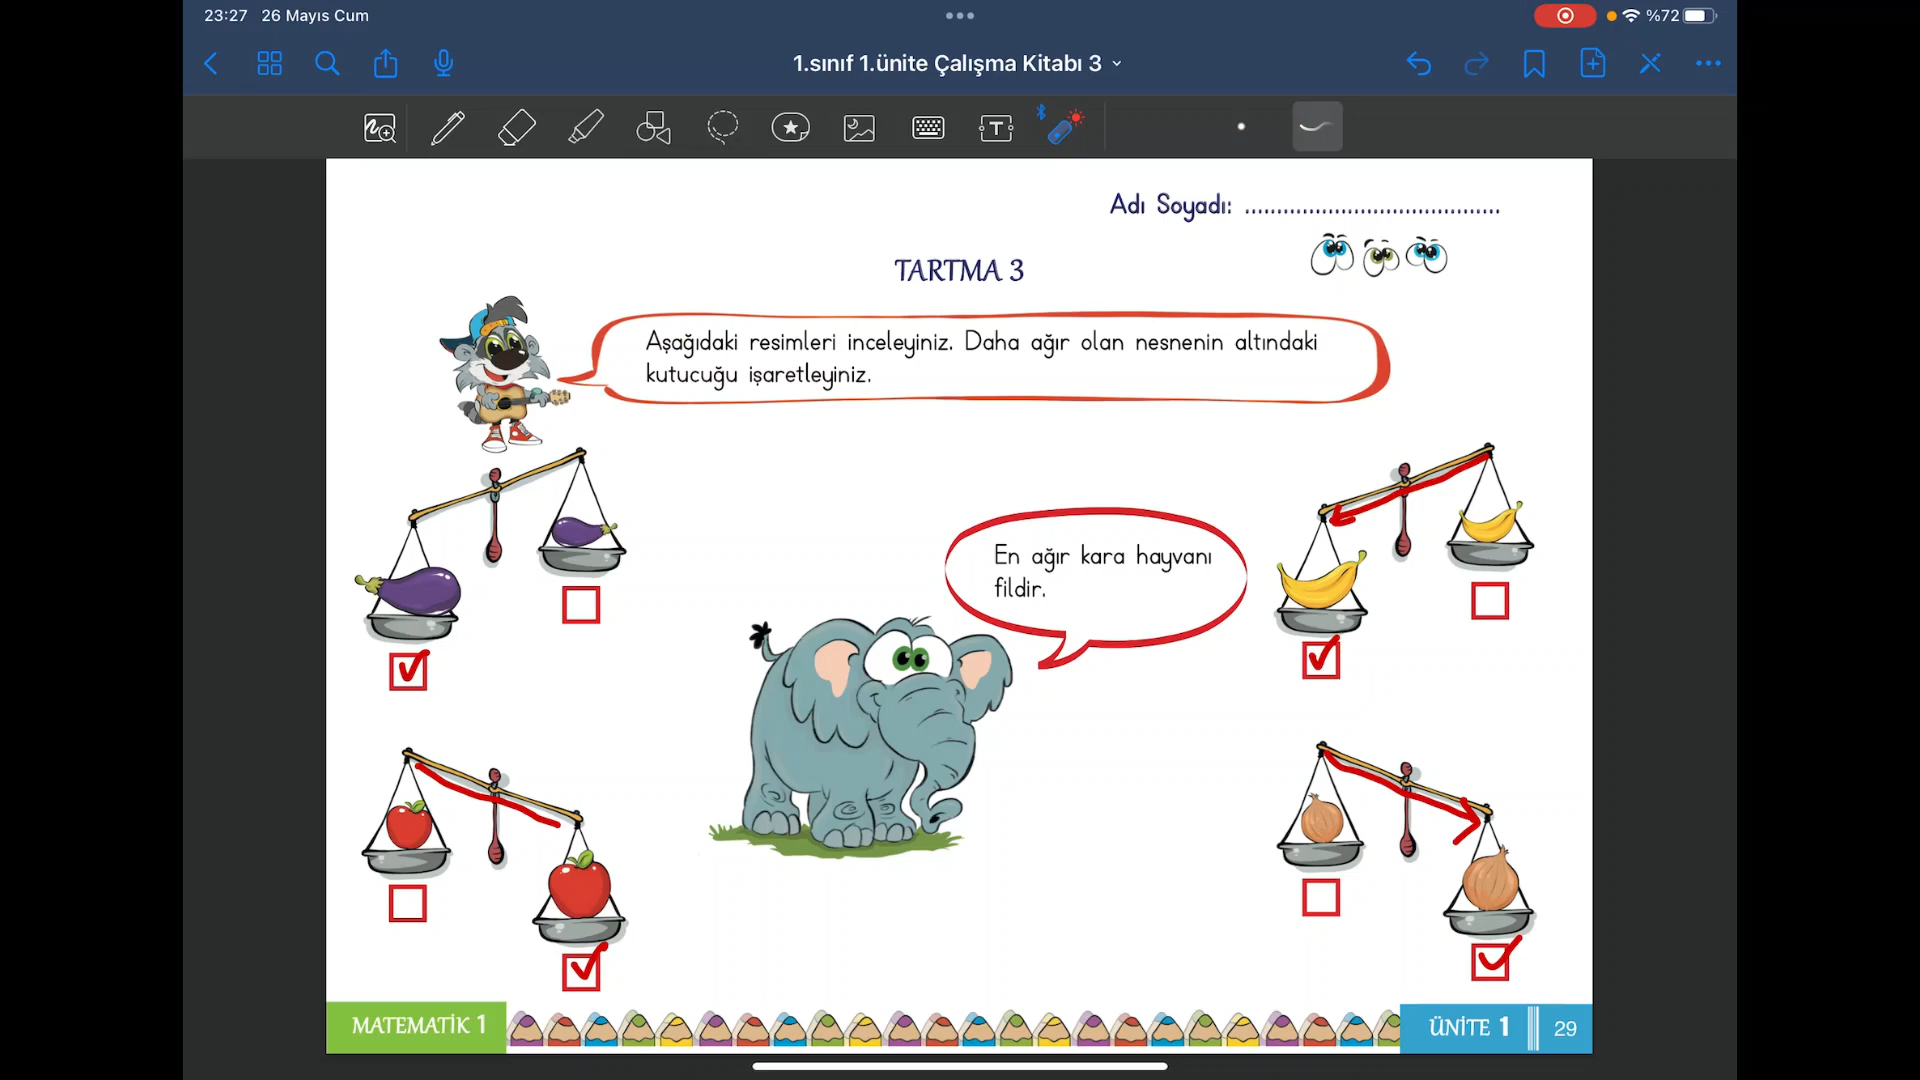 23:27 26 Mayıs Cum
%72
1.sınıf 1.ünite Çalışma Kitabı 3
T
Adı Soyadı: ........................................
TARTMA 3
Aşağıdaki resimleri inceleyiniz. Daha ağır olan nesnenin altındaki
kutucuğu işaretleyiniz.
En ağır kara hayvanı
fildir.
MATEMATİK 1
ÜNİTE 1
29